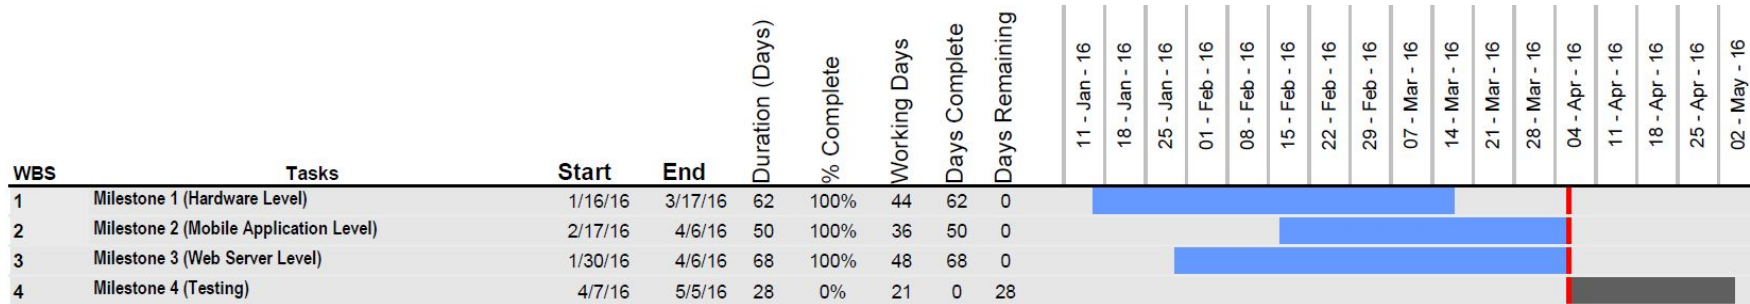 WBS Tasks Start End Duration (Days) % Complete Working Days Days Complete Days Remaining 11 - Jan - 16 18 - Jan - 16 25 - Jan - 16 01 - Feb - 16 08 - Feb - 16 15 - Feb - 16 22 - Feb - 16 29 - Feb - 16 07 - Mar - 16 14 - Mar - 16 21 - Mar - 16 28 - Mar - 16 04 - Apr - 16 11 - Apr - 16 18 - Apr - 16 25 - Apr - 16 02 - May - 16
1 Milestone 1 (Hardware Level) 1/16/16 3/17/16 62 100% 44 62 0
2 Milestone 2 (Mobile Application Level) 2/17/16 4/6/16 50 100% 36 50 0
3 Milestone 3 (Web Server Level) 1/30/16 4/6/16 68 100% 48 68 0
4 Milestone 4 (Testing) 4/7/16 5/5/16 28 0% 21 0 28